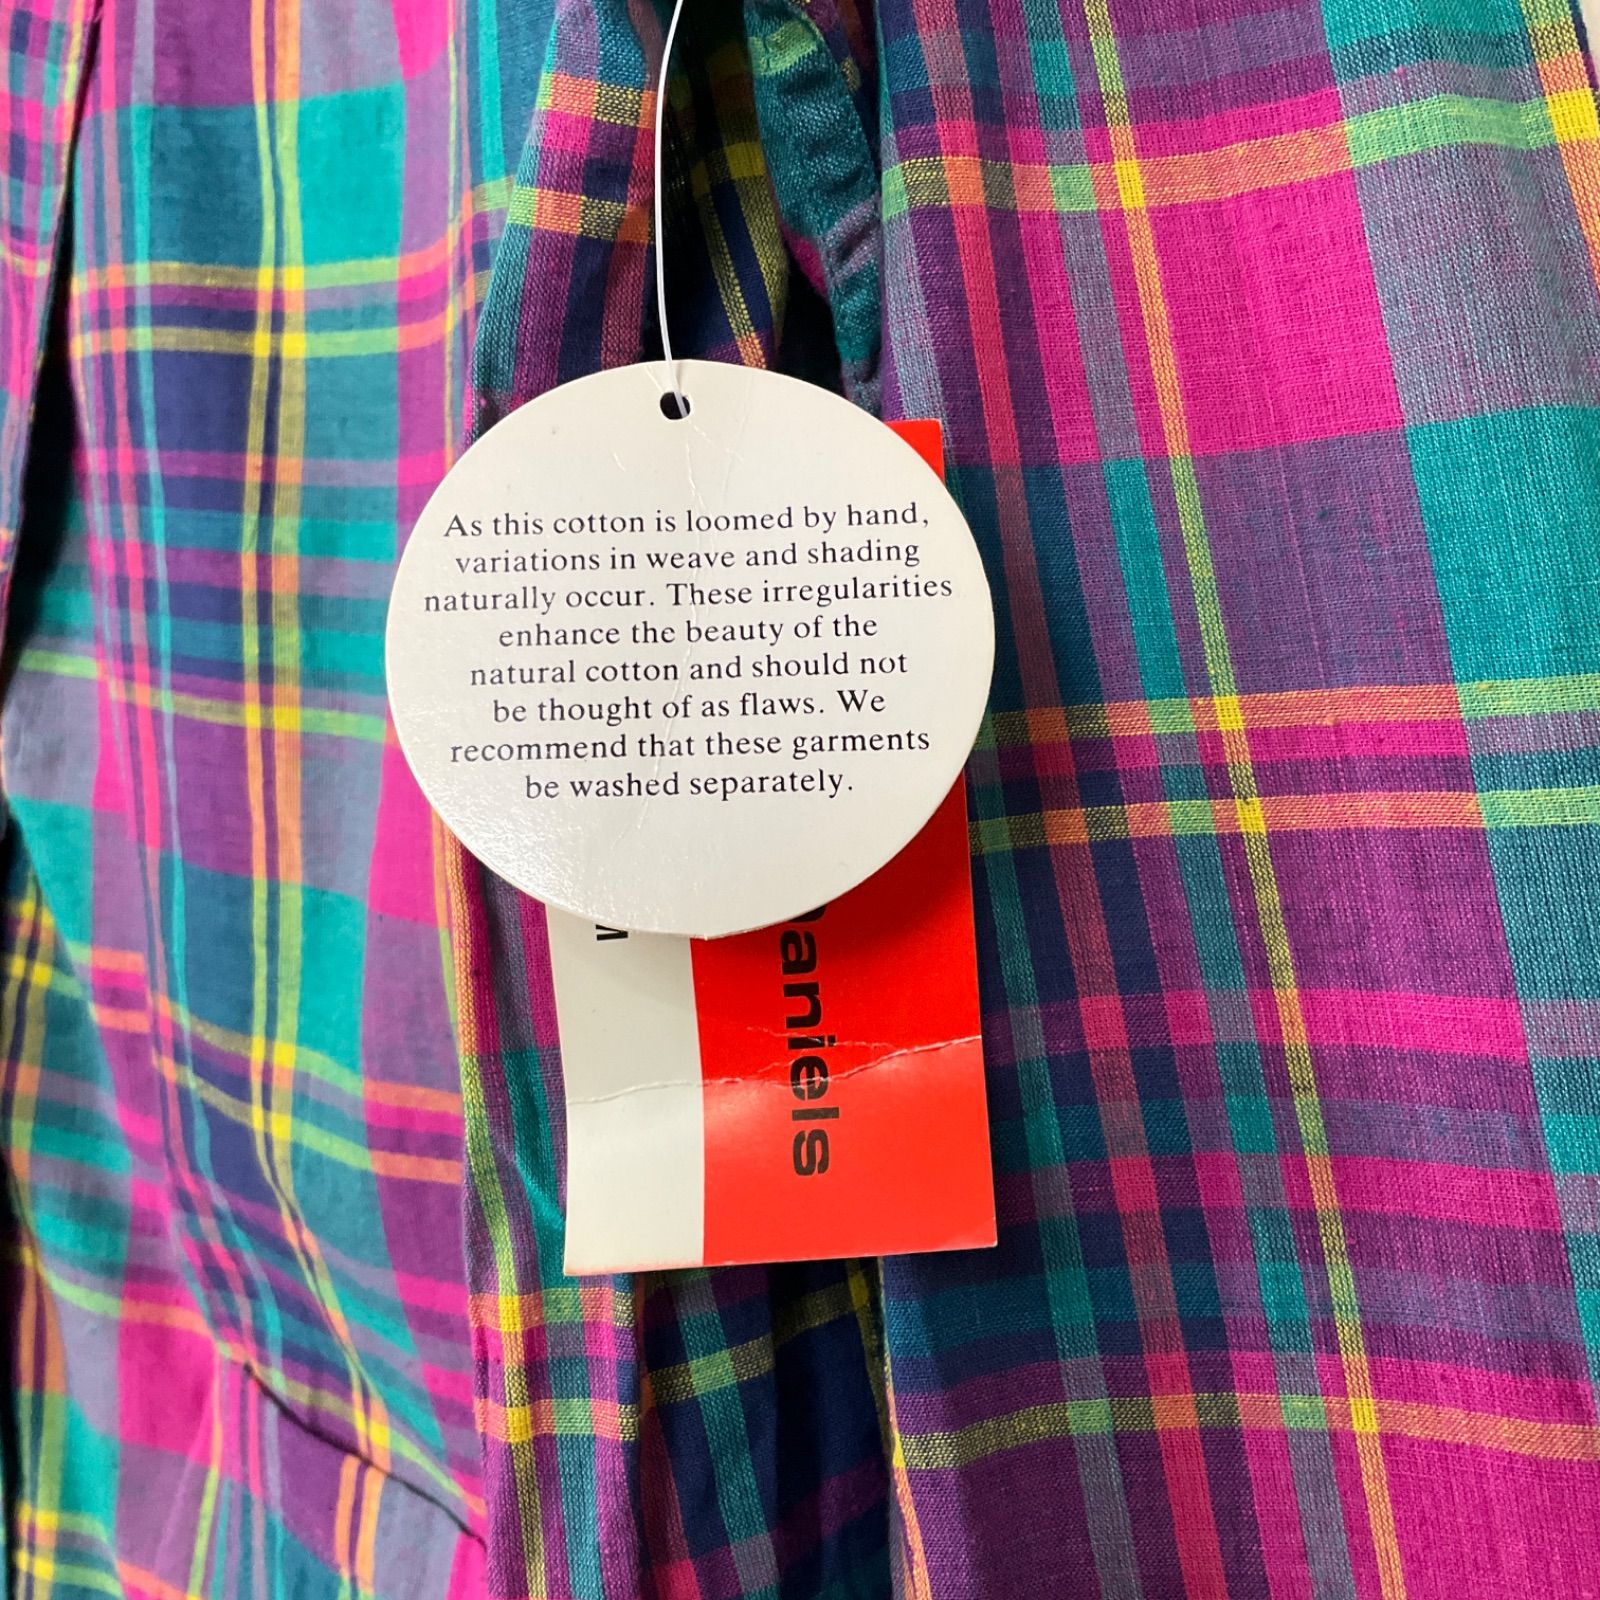 As this cotton is loomed by hand,
variations in weave and shading
naturally occur. These irregularities
enhance the beauty of the
natural cotton and should not
be thought of as flaws. We
recommend that these garments
be washed separately.
aniels